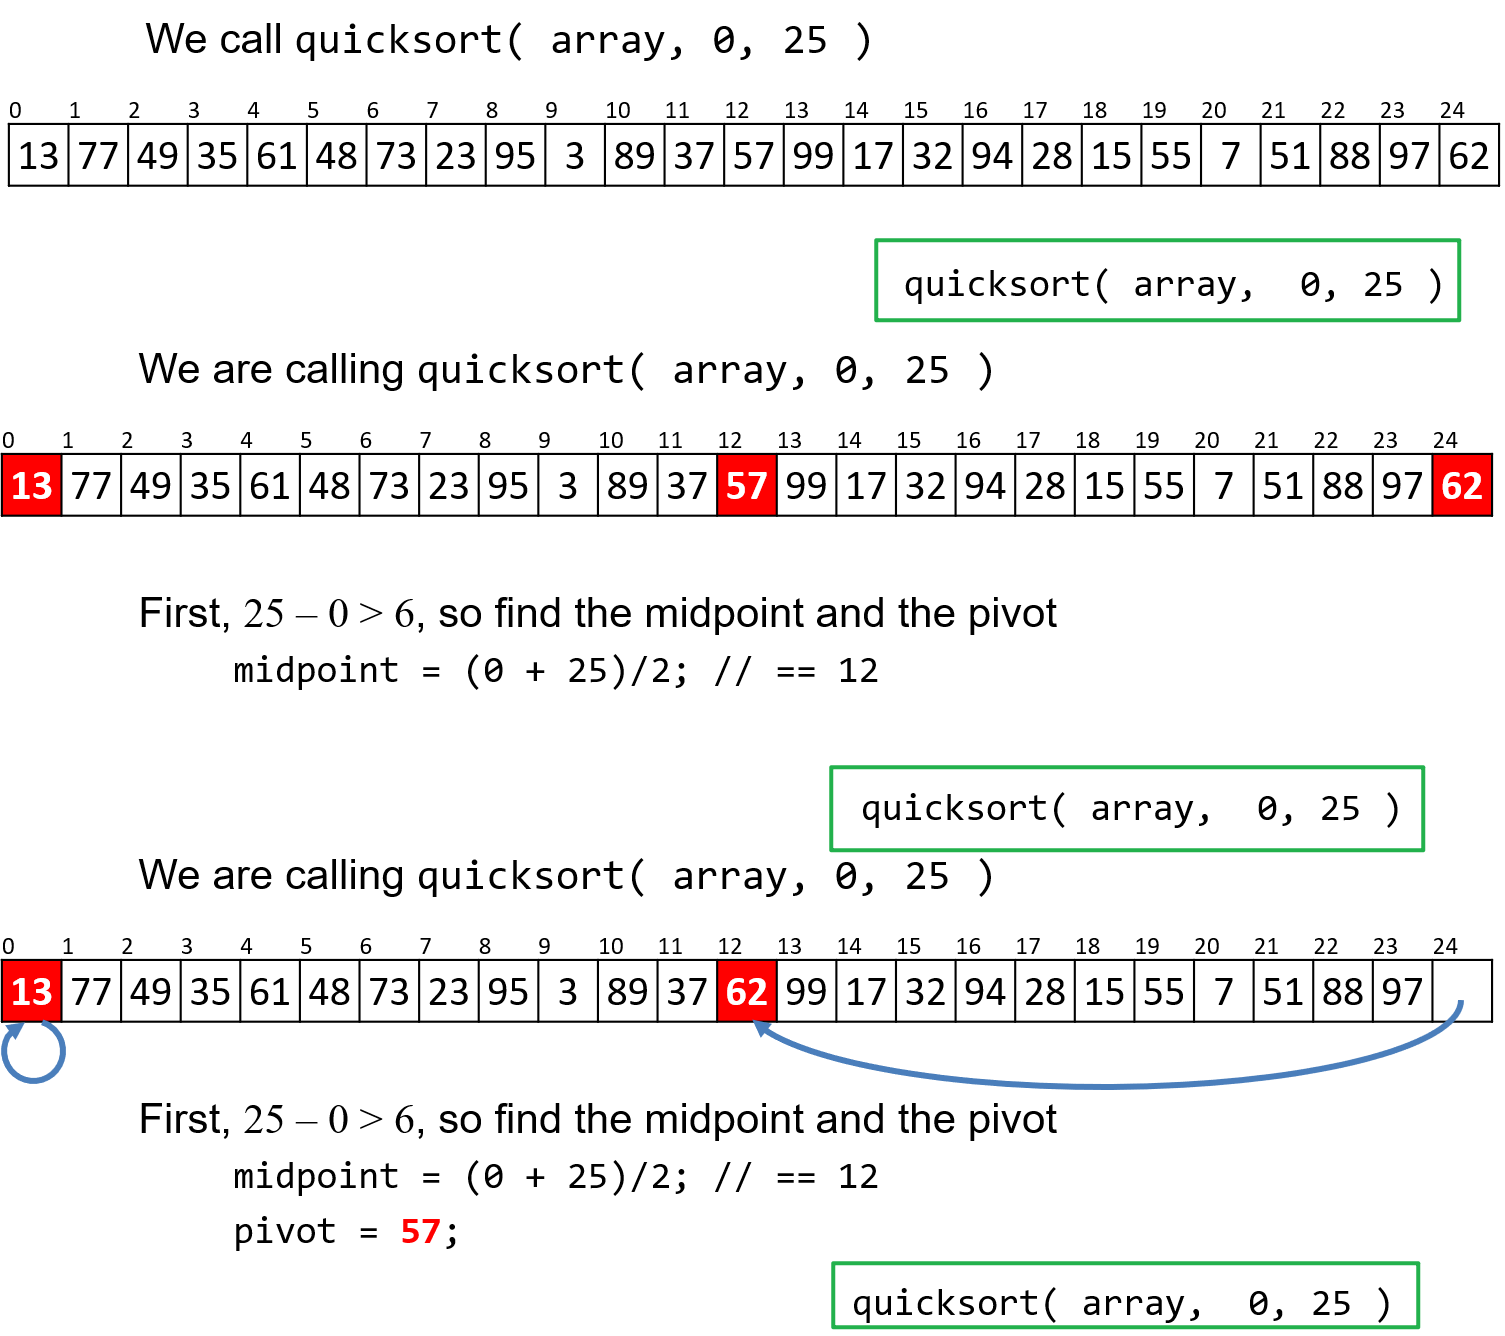 We call quicksort( array, 0, 25 )
0 1 2 3 4 5 6 7 8 9 10 11 12 13 14 15 16 17 18 19 20 21 22 23 24
13 77 49 35 61 48 73 23 95 3 89 37 57 99 17 32 94 28 15 55 7 51 88 97 62
quicksort( array, 0, 25 )
We are calling quicksort( array, 0, 25 )
0 1 2 3 4 5 6 7 8 9 10 11 12 13 14 15 16 17 18 19 20 21 22 23 24
13 77 49 35 61 48 73 23 95 3 89 37 57 99 17 32 94 28 15 55 7 51 88 97 62
First, 25 – 0 > 6, so find the midpoint and the pivot
midpoint = (0 + 25)/2; // == 12
quicksort( array, 0, 25 )
We are calling quicksort( array, 0, 25 )
0 1 2 3 4 5 6 7 8 9 10 11 12 13 14 15 16 17 18 19 20 21 22 23 24
13 77 49 35 61 48 73 23 95 3 89 37 62 99 17 32 94 28 15 55 7 51 88 97
First, 25 – 0 > 6, so find the midpoint and the pivot
midpoint = (0 + 25)/2; // == 12
pivot = 57;
quicksort( array, 0, 25 )